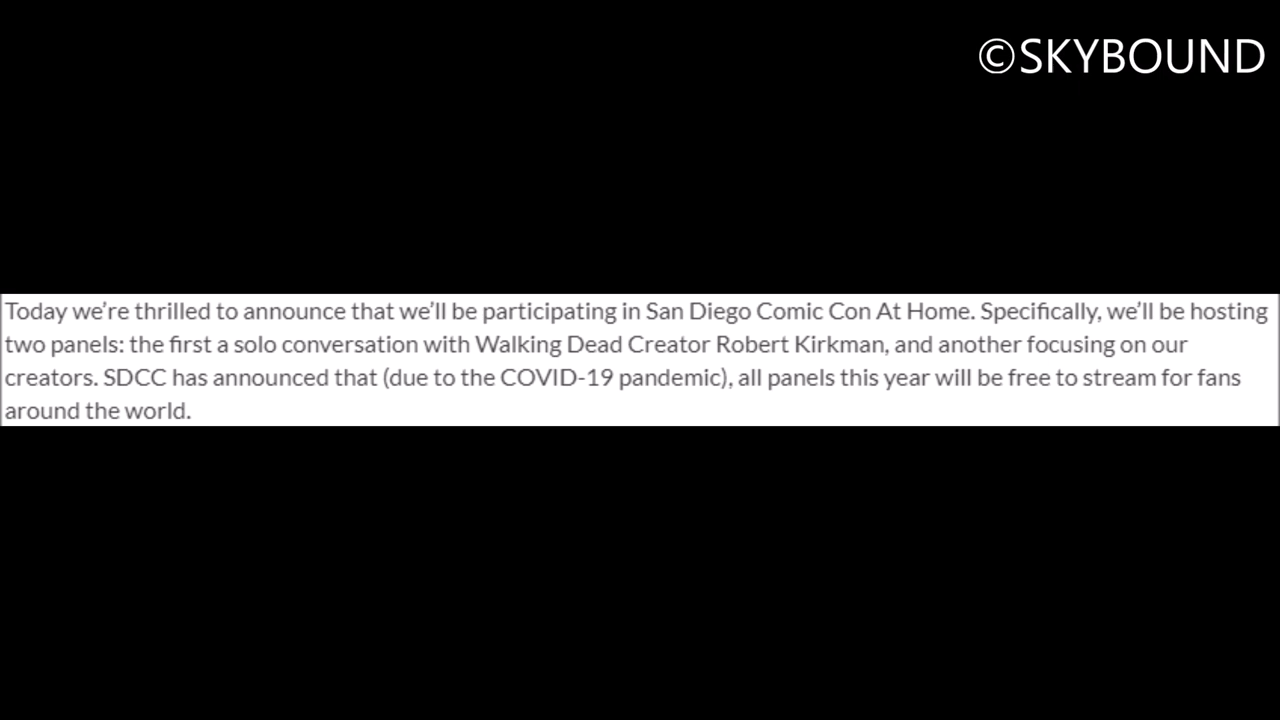 ©SKYBOUND
Today we’re thrilled to announce that we’ll be participating in San Diego Comic Con At Home. Specifically, we’ll be hosting
two panels: the first a solo conversation with Walking Dead Creator Robert Kirkman, and another focusing on our
creators. SDCC has announced that (due to the COVID-19 pandemic), all panels this year will be free to stream for fans
around the world.